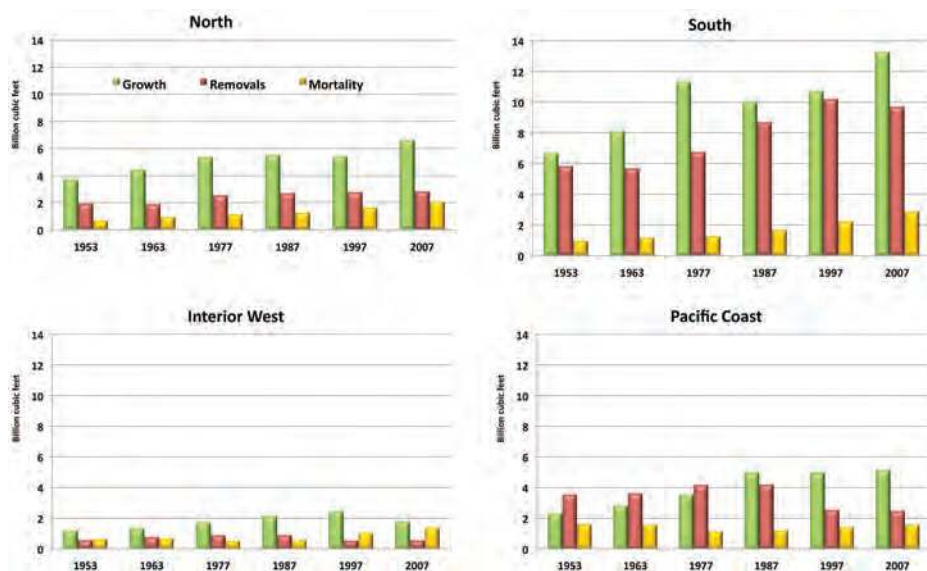 North
Billion cubic feet
14
12
10
8
6
4
2
0
Growth Removals Mortality
1953 1963 1977 1987 1997 2007
South
Billion cubic feet
14
12
10
8
6
4
2
0
1953 1963 1977 1987 1997 2007
Interior West
Billion cubic feet
14
12
10
8
6
4
2
0
1953 1963 1977 1987 1997 2007
Pacific Coast
Billion cubic feet
14
12
10
8
6
4
2
0
1953 1963 1977 1987 1997 2007